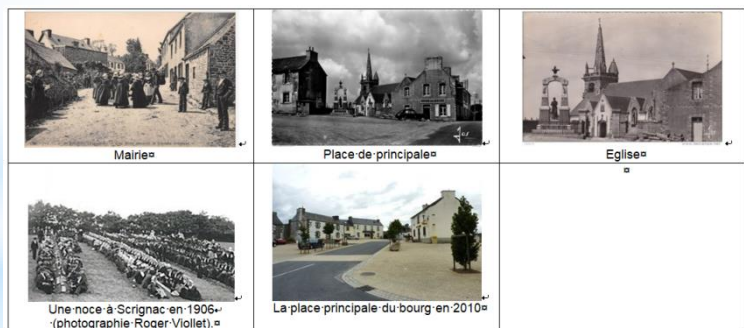 Jos
Mairie¤
Place·de·principale¤
Eglise¤
¤
Une·noce·à·Scrignac·en·1906↵
·(photographie·Roger·Viollet).¤
La·place·principale·du·bourg·en·2010¤